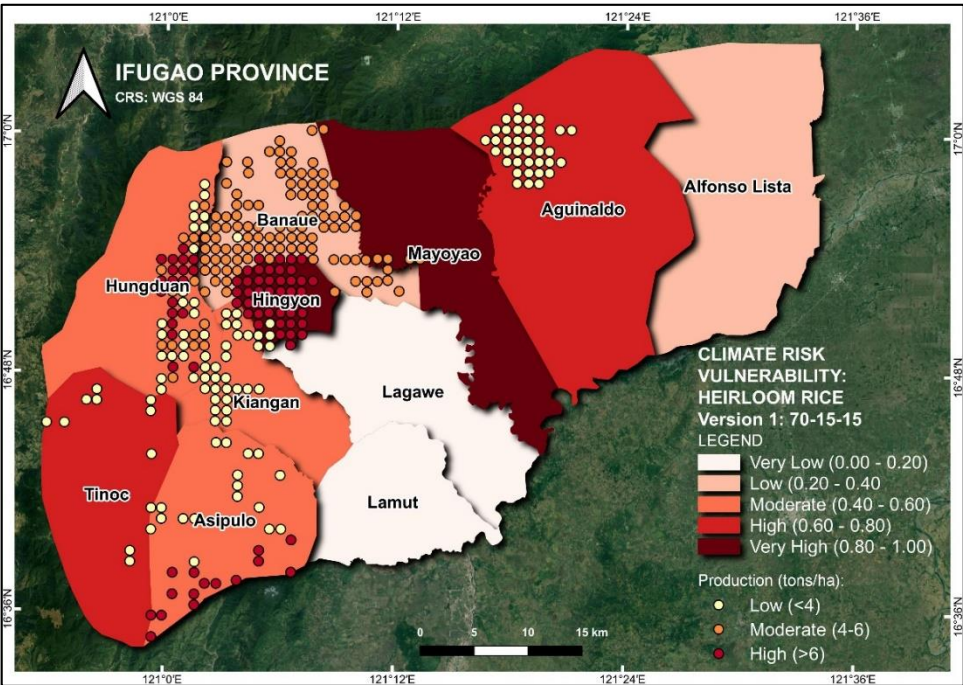 121°0'E 121°12'E 121°24'E 121°36'E
IFUGAO PROVINCE
CRS: WGS 84
17°0'N 17°0'N
Alfonso Lista
Aguinaldo
Banaue
Mayoyao
Hungduan
Hingyon
16°48'N 16°48'N
Lagawe
Kiangan
Tinoc
Lamut
Asipulo
CLIMATE RISK
VULNERABILITY:
HEIRLOOM RICE
Version 1: 70-15-15
LEGEND
Very Low (0.00 - 0.20)
Low (0.20 - 0.40
Moderate (0.40 - 0.60)
High (0.60 - 0.80)
Very High (0.80 - 1.00)
Production (tons/ha):
Low (<4)
Moderate (4-6)
High (>6)
16°36'N 16°36'N
0 5 10 15 km
121°0'E 121°12'E 121°24'E 121°36'E